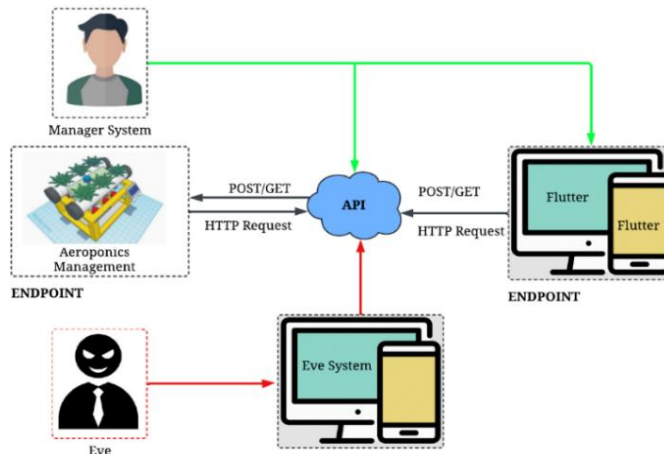 Manager System
POST/GET
API
POST/GET
HTTP Request
HTTP Request
Flutter
Flutter
Aeroponics
Management
ENDPOINT
ENDPOINT
Eve System
Eve